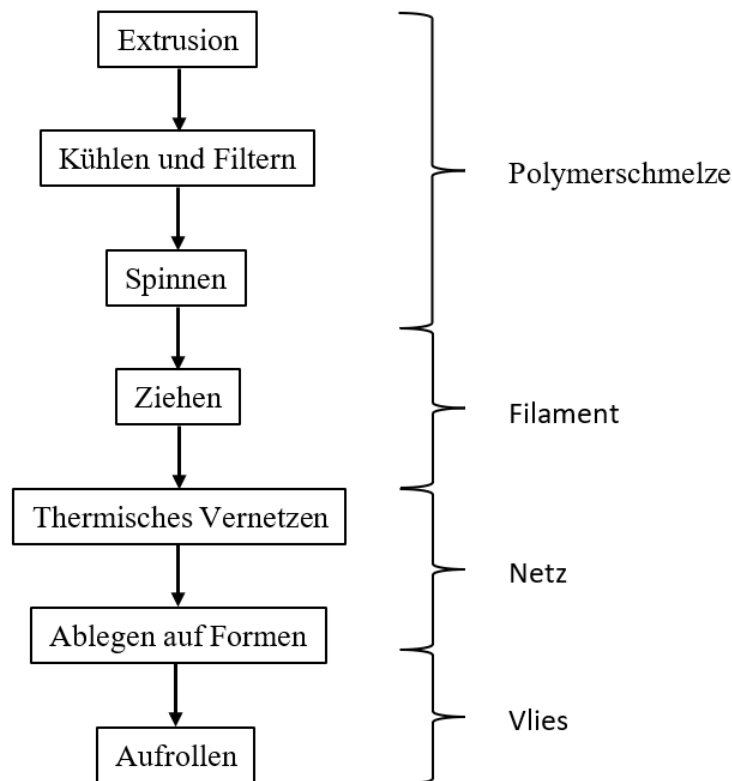 Extrusion
Kühlen und Filtern
Polymerschmelze
Spinnen
Ziehen
Filament
Thermisches Vernetzen
Netz
Ablegen auf Formen
Vlies
Aufrollen